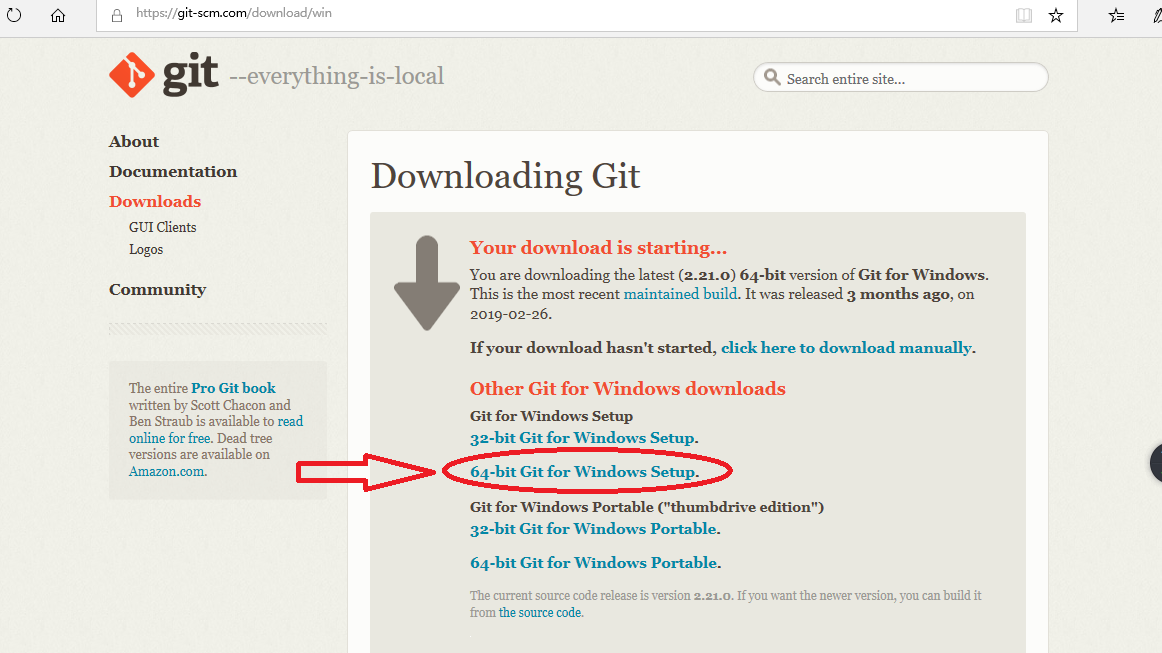 https://git-scm.com/download/win
git --everything-is-local
Search entire site...
About
Documentation
Downloads
GUI Clients
Logos
Community
The entire Pro Git book
written by Scott Chacon and
Ben Straub is available to read
online for free. Dead tree
versions are available on
Amazon.com.
Downloading Git
Your download is starting...
You are downloading the latest (2.21.0) 64-bit version of Git for Windows.
This is the most recent maintained build. It was released 3 months ago, on
2019-02-26.
If your download hasn't started, click here to download manually.
Other Git for Windows downloads
Git for Windows Setup
32-bit Git for Windows Setup.
64-bit Git for Windows Setup.
Git for Windows Portable ("thumbdrive edition")
32-bit Git for Windows Portable.
64-bit Git for Windows Portable.
The current source code release is version 2.21.0. If you want the newer version, you can build it
from the source code.